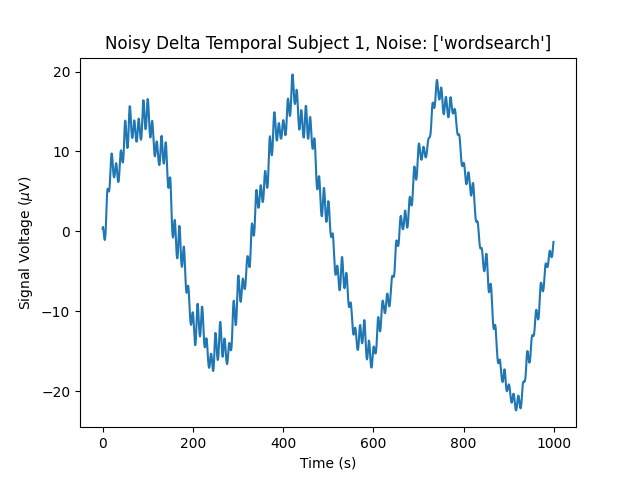 Noisy Delta Temporal Subject 1, Noise: ['wordsearch']
Signal Voltage (μV)
20
10
0
−10
−20
0 200 400 600 800 1000
Time (s)